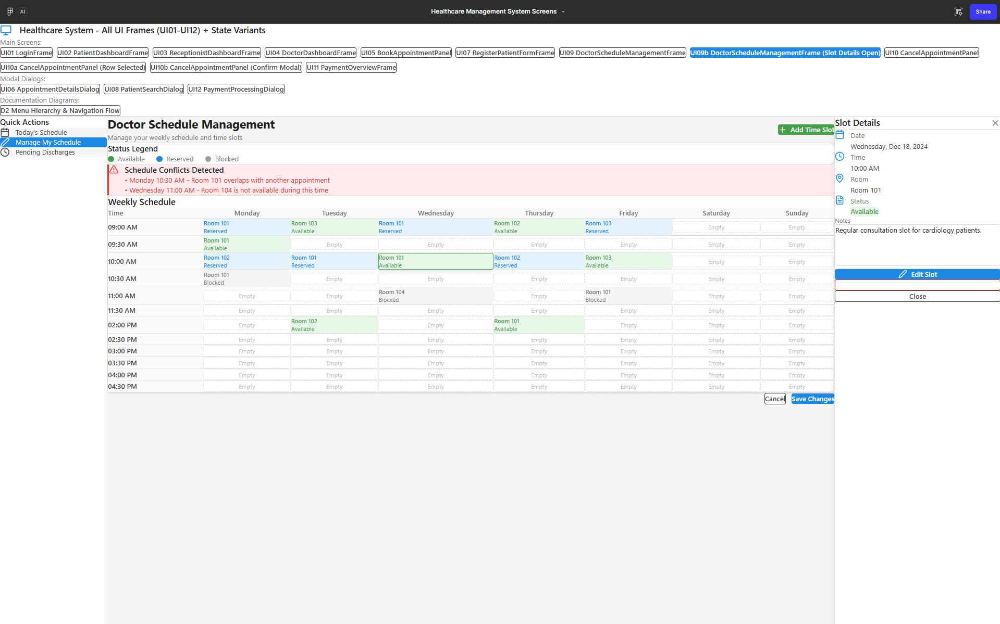 AI
Healthcare Management System Screens
Share
Healthcare System - All UI Frames (UI01-UI12) + State Variants
Main Screens:
UI01 LoginFrame UI02 PatientDashboardFrame UI03 ReceptionistDashboardFrame UI04 DoctorDashboardFrame UI05 BookAppointmentPanel UI07 RegisterPatientFormFrame UI09 DoctorScheduleManagementFrame UI09b DoctorScheduleManagementFrame (Slot Details Open) UI10 CancelAppointmentPanel
UI10a CancelAppointmentPanel (Row Selected) UI10b CancelAppointmentPanel (Confirm Modal) UI11 PaymentOverviewFrame
Modal Dialogs:
UI06 AppointmentDetailsDialog UI08 PatientSearchDialog UI12 PaymentProcessingDialog
Documentation Diagrams:
D2 Menu Hierarchy & Navigation Flow
Quick Actions
Today's Schedule
Manage My Schedule
Pending Discharges
Doctor Schedule Management
Manage your weekly schedule and time slots
Add Time Slot
Status Legend
Available Reserved Blocked
Schedule Conflicts Detected
• Monday 10:30 AM - Room 101 overlaps with another appointment
• Wednesday 11:00 AM - Room 104 is not available during this time
Weekly Schedule
Time Monday Tuesday Wednesday Thursday Friday Saturday Sunday
09:00 AM Room 101 Reserved Room 103 Available Room 101 Reserved Room 102 Available Room 103 Reserved Empty Empty
09:30 AM Room 101 Available Empty Empty Empty Empty Empty Empty
10:00 AM Room 102 Reserved Room 101 Reserved Room 101 Available Room 102 Reserved Room 103 Available Empty Empty
10:30 AM Room 101 Blocked Empty Empty Empty Empty Empty Empty
11:00 AM Empty Empty Room 104 Blocked Empty Room 101 Blocked Empty Empty
11:30 AM Empty Empty Empty Empty Empty Empty Empty
02:00 PM Empty Room 102 Available Empty Room 101 Available Empty Empty Empty
02:30 PM Empty Empty Empty Empty Empty Empty Empty
03:00 PM Empty Empty Empty Empty Empty Empty Empty
03:30 PM Empty Empty Empty Empty Empty Empty Empty
04:00 PM Empty Empty Empty Empty Empty Empty Empty
04:30 PM Empty Empty Empty Empty Empty Empty Empty
Cancel Save Changes
Slot Details
Date
Wednesday, Dec 18, 2024
Time
10:00 AM
Room
Room 101
Status
Available
Notes
Regular consultation slot for cardiology patients.
Edit Slot
Close